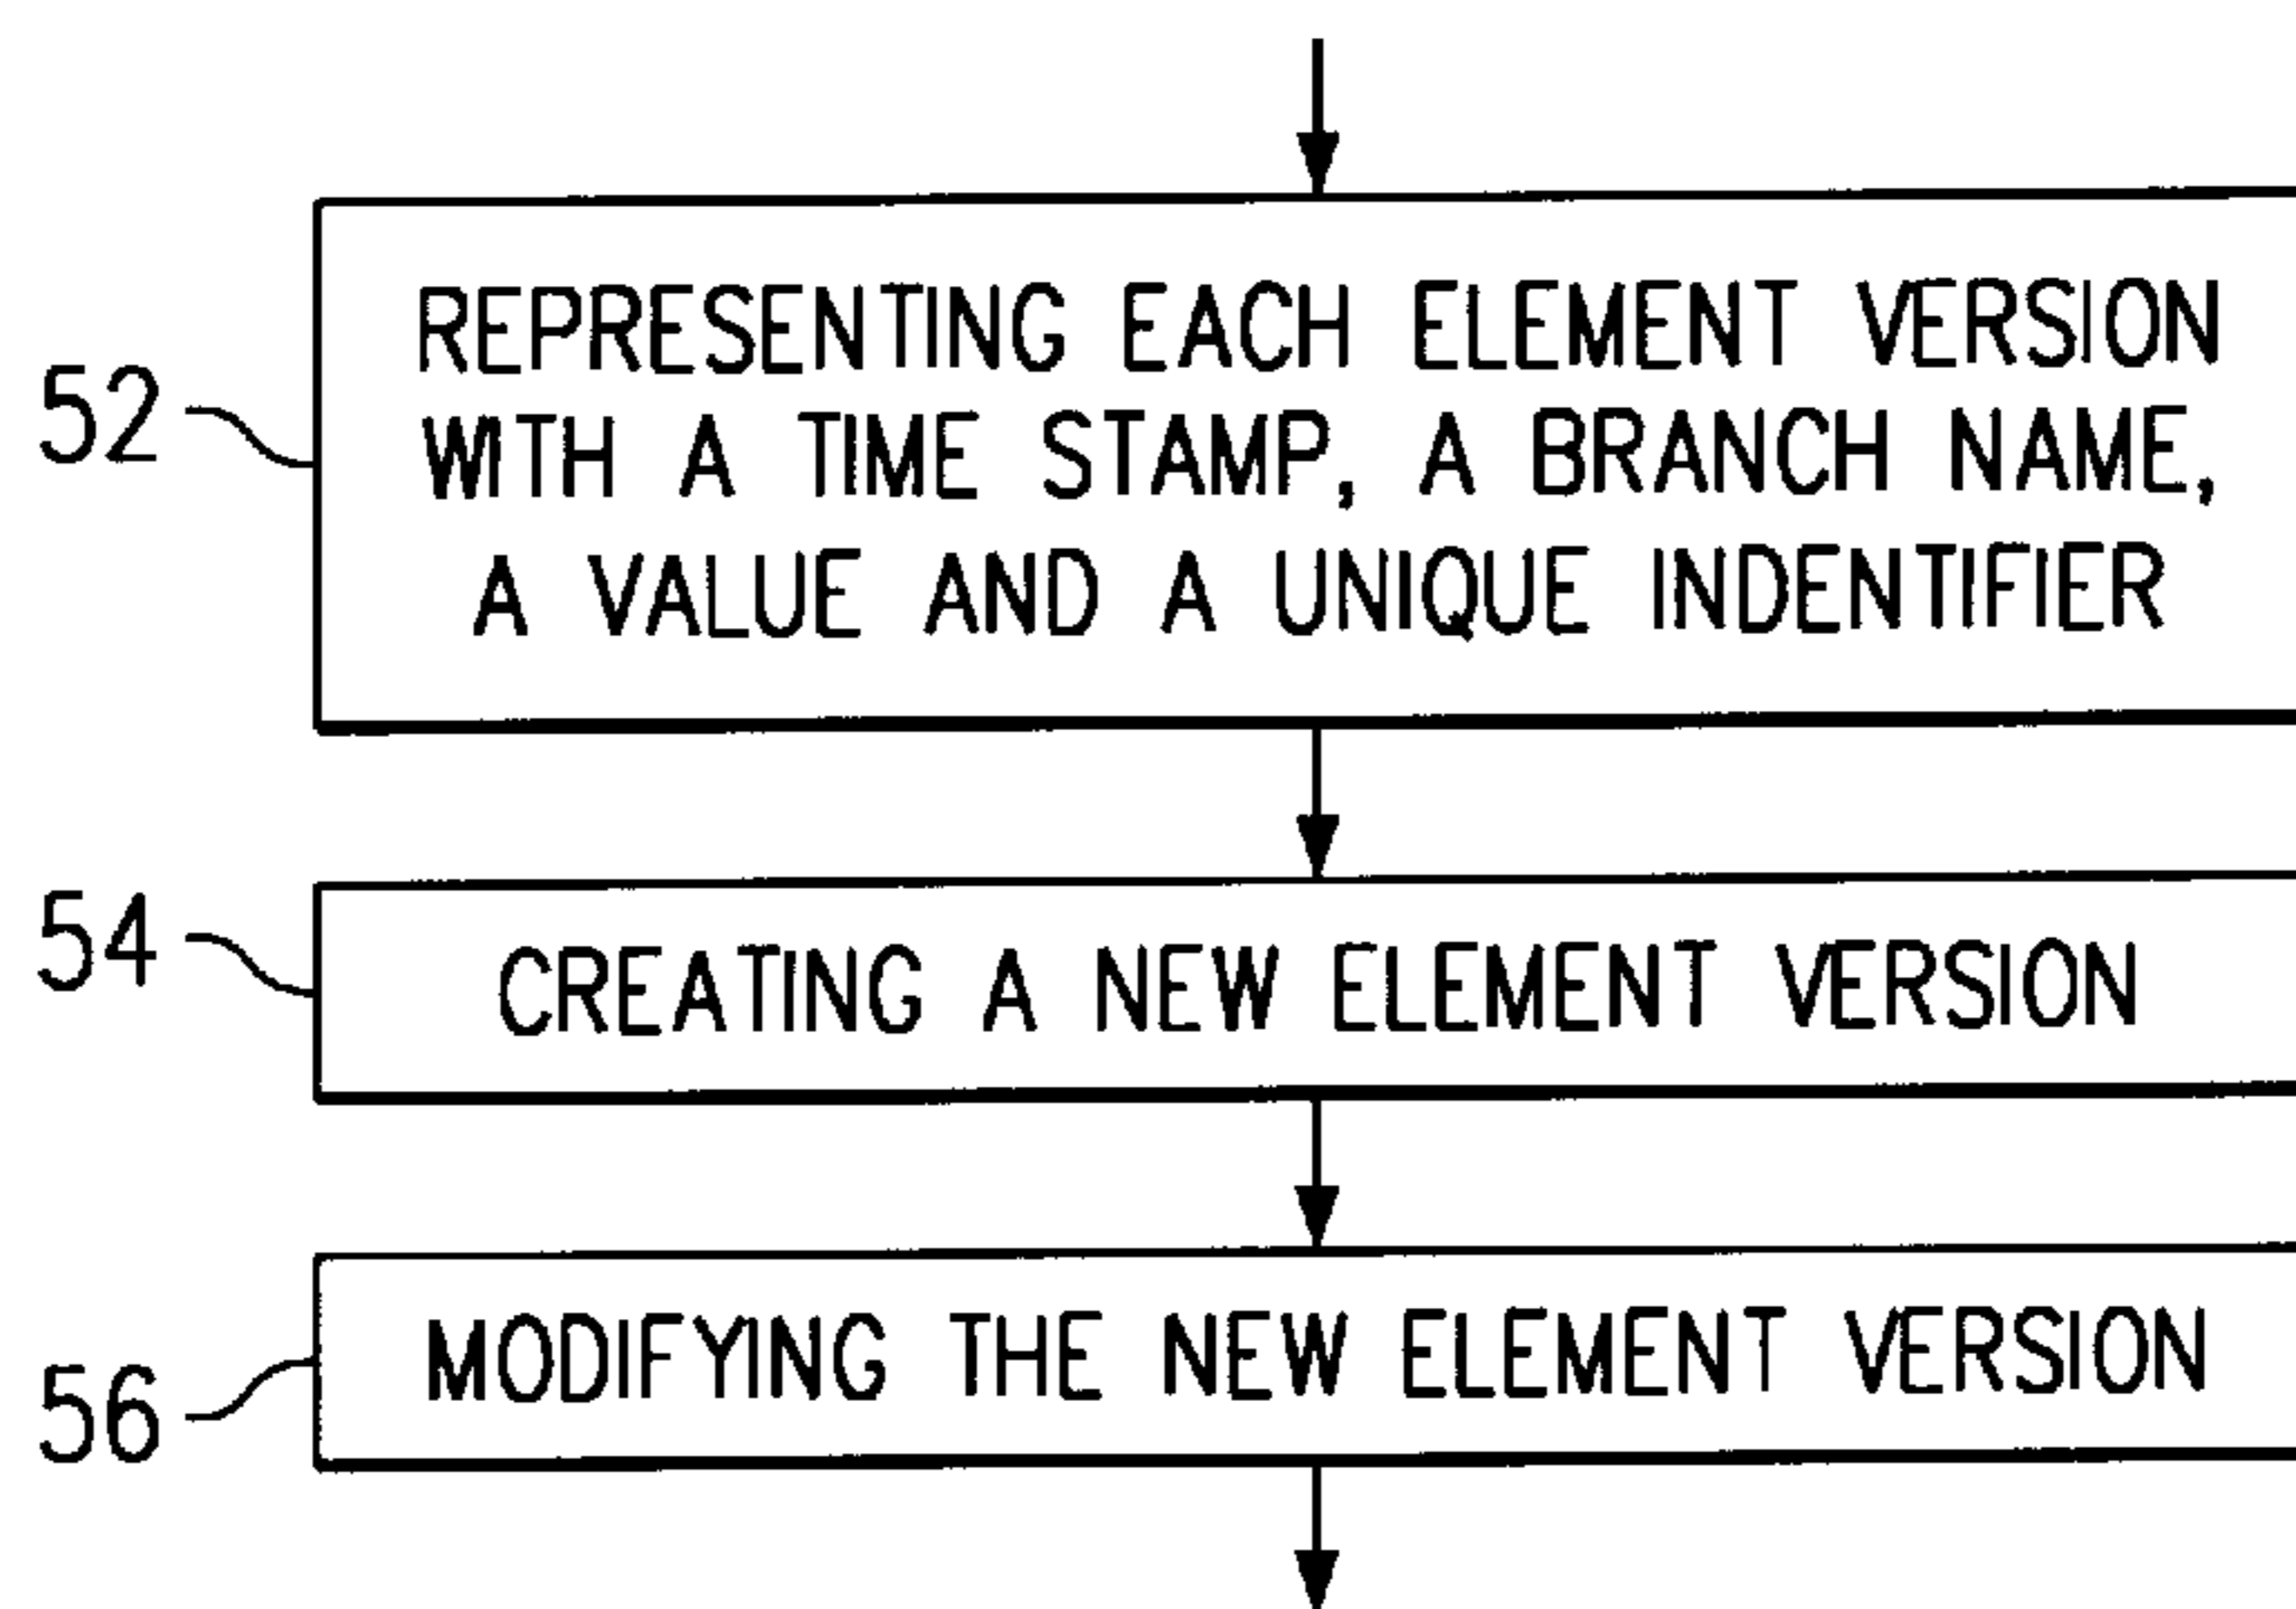 REPRESENTING EACH ELEMENT VERSION
52
WITH A TIME STAMP, A BRANCH NAME,
A VALUE AND A UNIQUE INDENTIFIER
54
CREATING A NEW ELEMENT VERSION
MODIFYING THE NEW ELEMENT VERSION
56